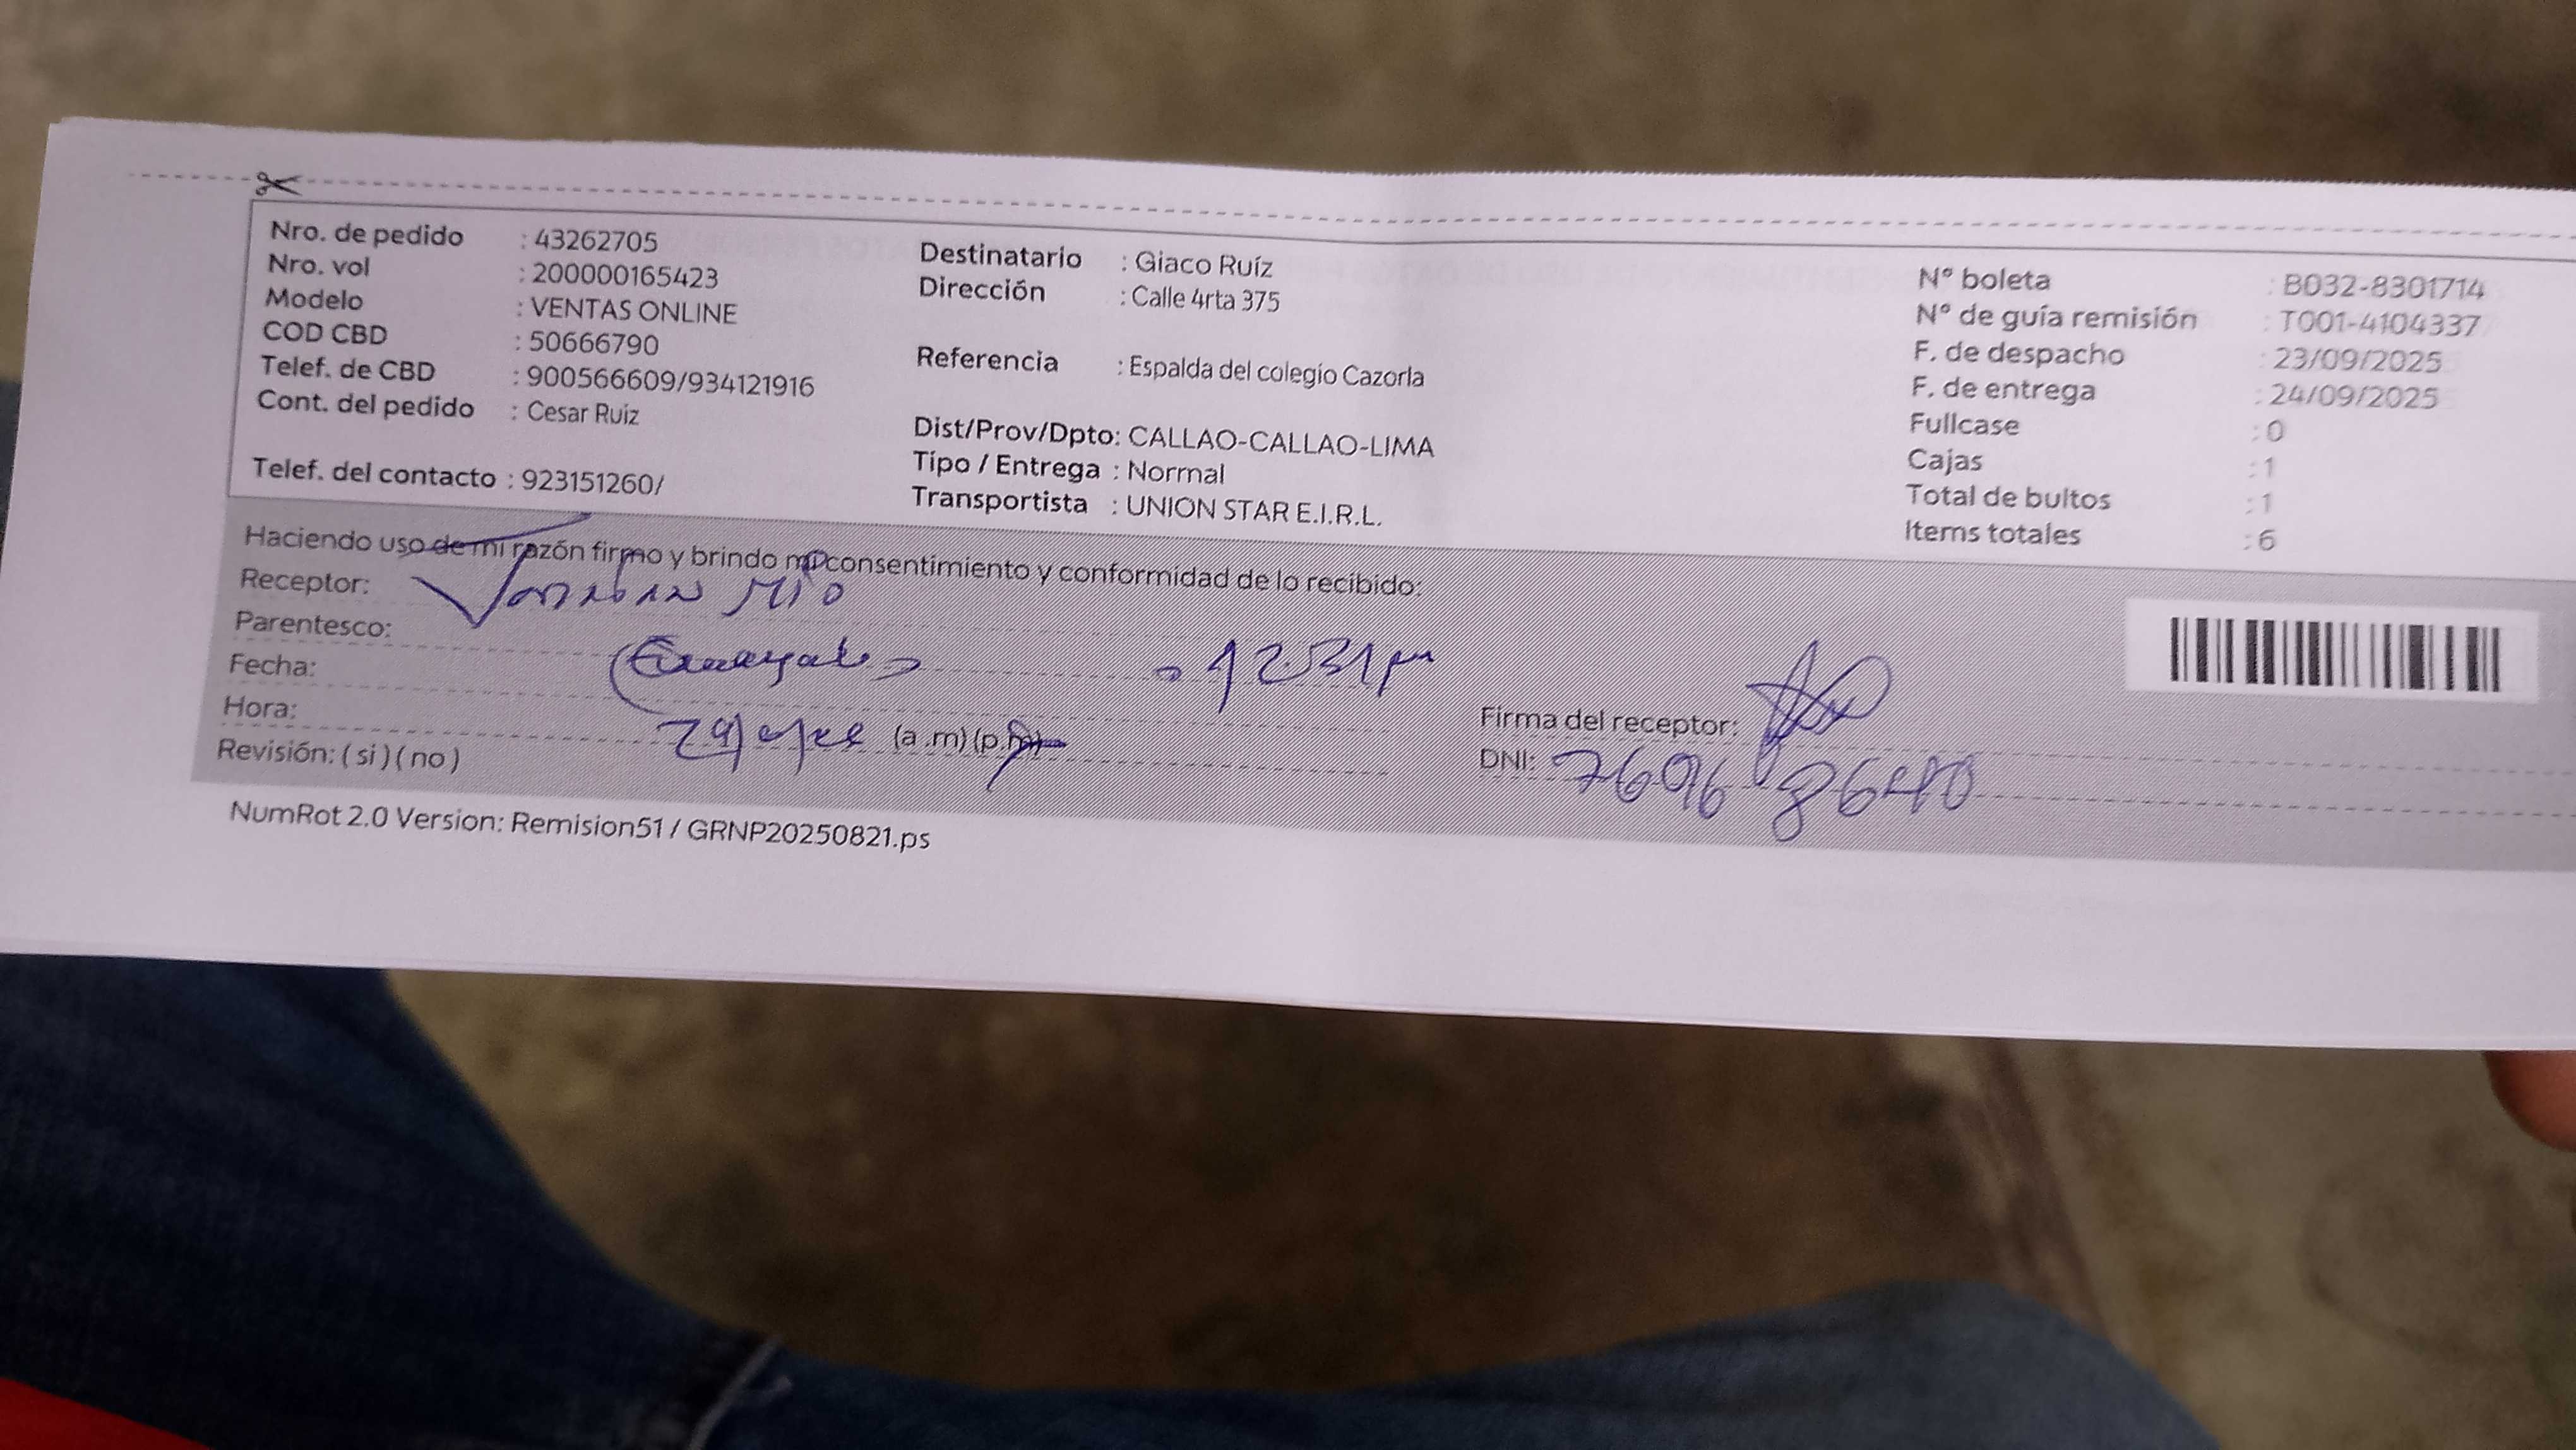 Nro. de pedido : 43262705
Nro. vol : 200000165423
Modelo : VENTAS ONLINE
COD CBD : 50666790
Telef. de CBD : 900566609/934121916
Cont. del pedido : Cesar Ruíz
Telef. del contacto : 923151260/
Destinatario : Giaco Ruíz
Dirección : Calle 4rta 375
Referencia : Espalda del colegio Cazorla
Dist/Prov/Dpto: CALLAO-CALLAO-LIMA
Tipo / Entrega : Normal
Transportista : UNION STAR E.I.R.L.
Nº boleta : B032-8301714
Nº de guía remisión : T001-4104337
F. de despacho : 23/09/2025
F. de entrega : 24/09/2025
Fullcase : 0
Cajas : 1
Total de bultos : 1
Items totales : 6
Haciendo uso de mi razón firmo y brindo mi consentimiento y conformidad de lo recibido:
Receptor:
Parentesco:
Fecha: 12:31 pm
Hora: (a.m) (p.m)
Revisión: ( si ) ( no )
Firma del receptor:
DNI: 76968640
NumRot 2.0 Version: Remision51 / GRNP20250821.ps